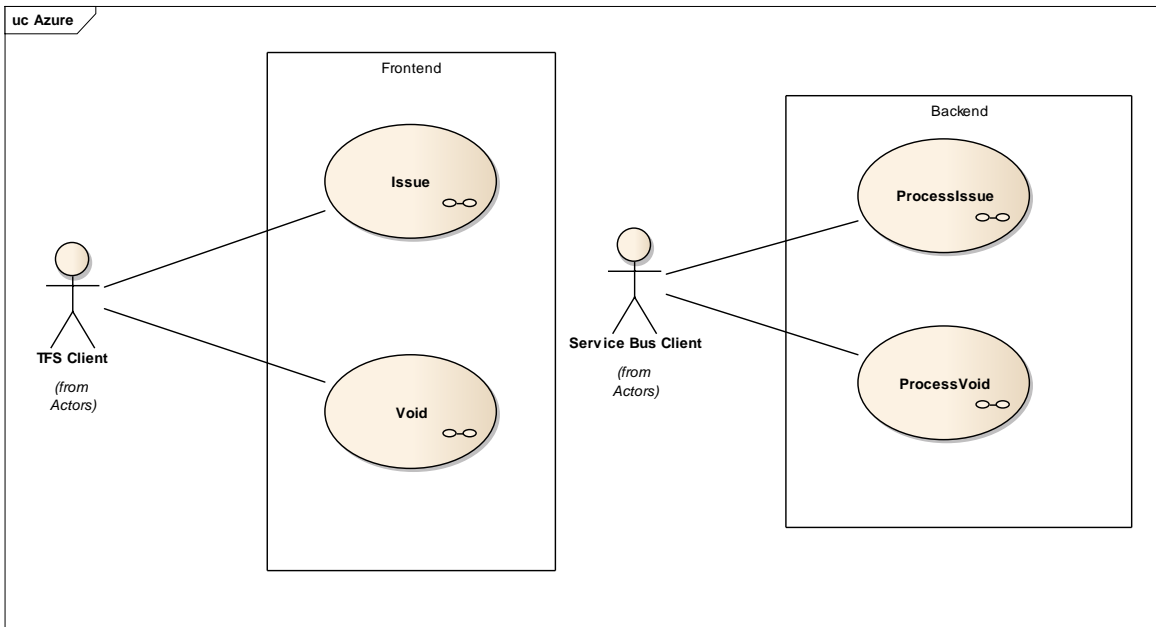 uc Azure
Frontend
Issue
Void
TFS Client
(from
Actors)
Backend
ProcessIssue
ProcessVoid
Service Bus Client
(from
Actors)